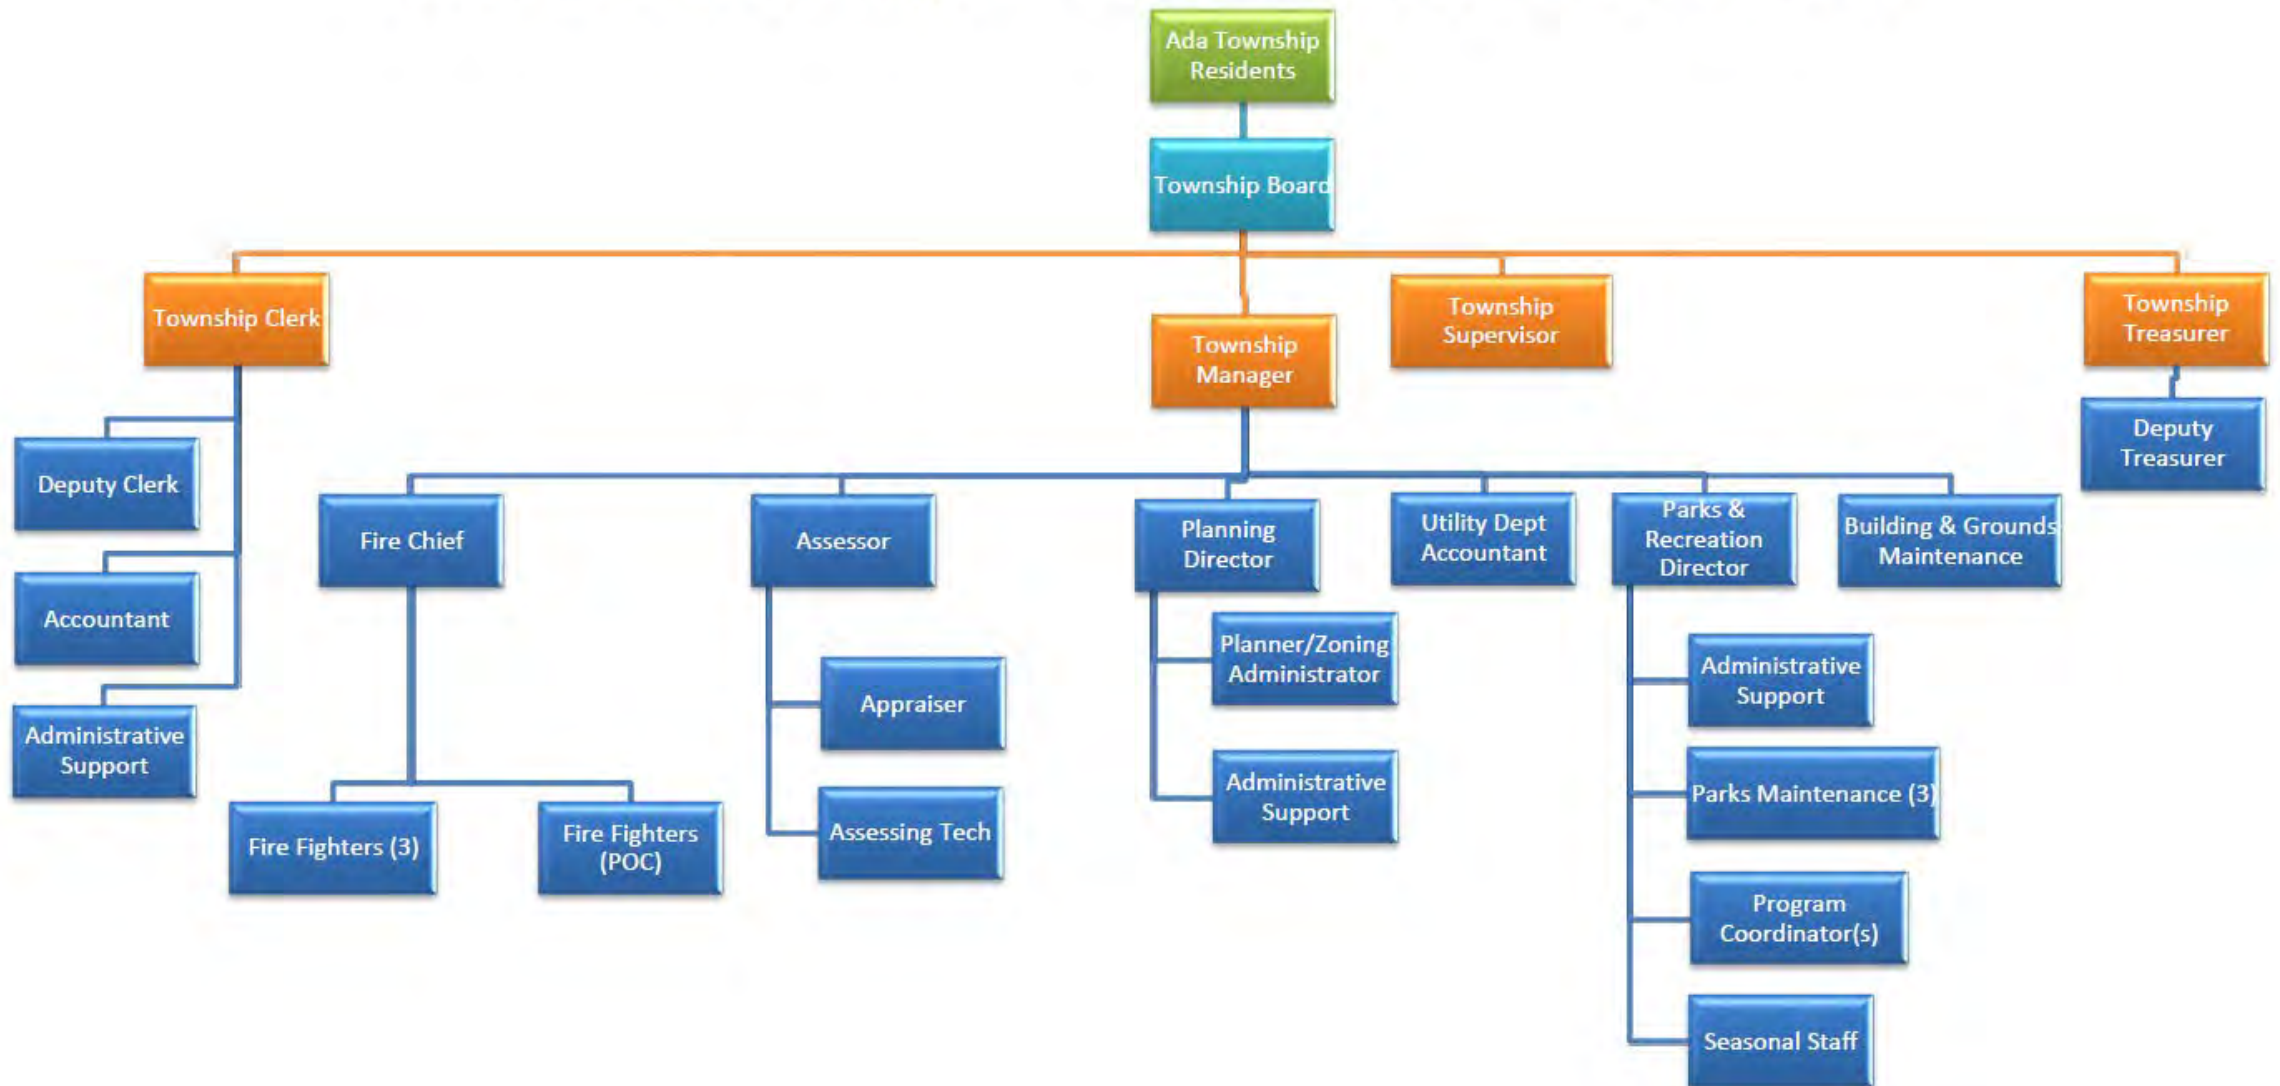 Ada Township
Residents
Township Board
Township Clerk
Township
Manager
Township
Supervisor
Township
Treasurer
Deputy Clerk
Accountant
Administrative
Support
Deputy
Treasurer
Fire Chief
Assessor
Planning
Director
Utility Dept
Accountant
Parks &
Recreation
Director
Building & Grounds
Maintenance
Fire Fighters (3)
Fire Fighters
(POC)
Appraiser
Assessing Tech
Planner/Zoning
Administrator
Administrative
Support
Administrative
Support
Parks Maintenance (3)
Program
Coordinator(s)
Seasonal Staff